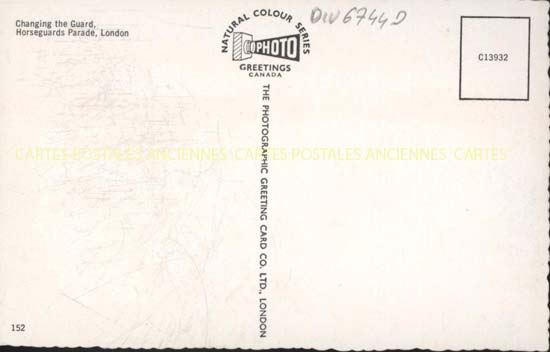 Changing the Guard,
Horseguards Parade, London
NATURAL COLOUR SERIES
PHOTO
GREETINGS
CANADA
DIV 6744 D
C13932
THE PHOTOGRAPHIC GREETING CARD CO. LTD., LONDON
CARTES POSTALES ANCIENNES CARTES POSTALES ANCIENNES CARTES
152